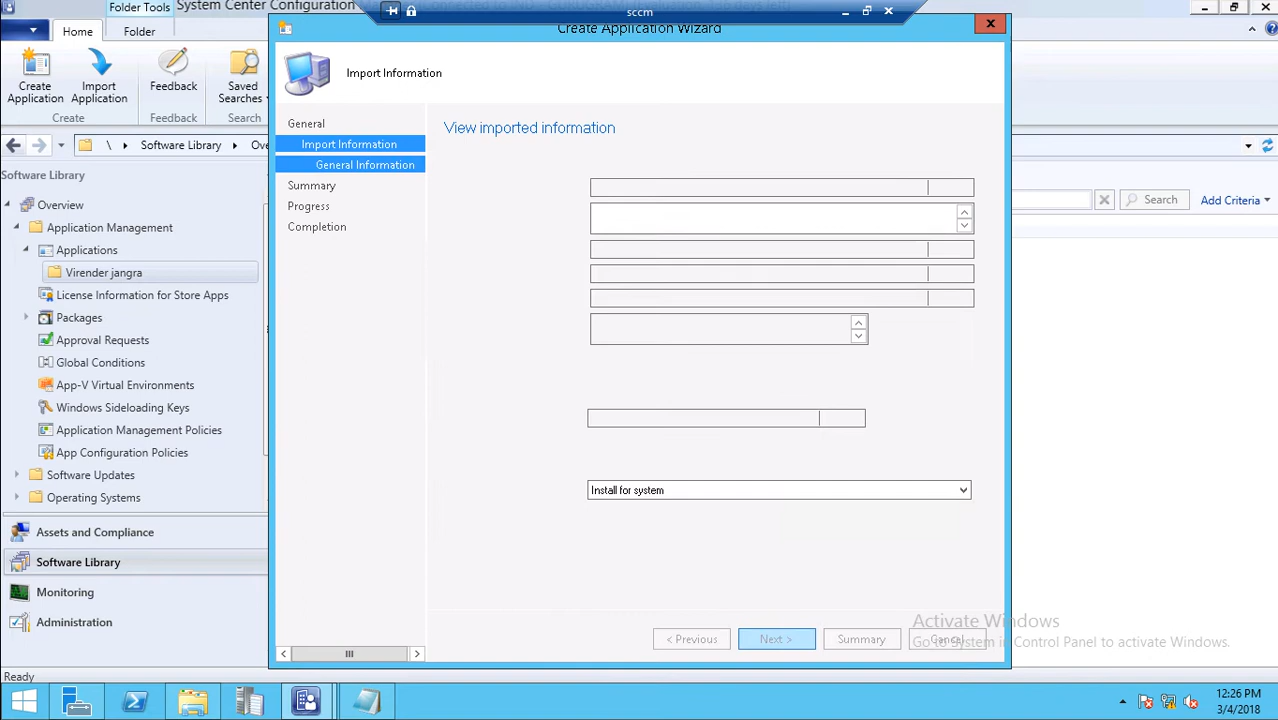 Folder Tools
System Center Configuration
sccm
Create Application Wizard
Home
Folder
Create Application
Import Application
Feedback
Saved Searches
Create
Feedback
Search
Import Information
\
Software Library
Software Library
Overview
Application Management
Applications
Virender jangra
License Information for Store Apps
Packages
Approval Requests
Global Conditions
App-V Virtual Environments
Windows Sideloading Keys
Application Management Policies
App Configuration Policies
Software Updates
Operating Systems
Assets and Compliance
Software Library
Monitoring
Administration
Ready
General
Import Information
General Information
Summary
Progress
Completion
View imported information
Install for system
< Previous
Next >
Summary
Cancel
Search
Add Criteria
Activate Windows
Go to System in Control Panel to activate Windows.
12:26 PM
3/4/2018